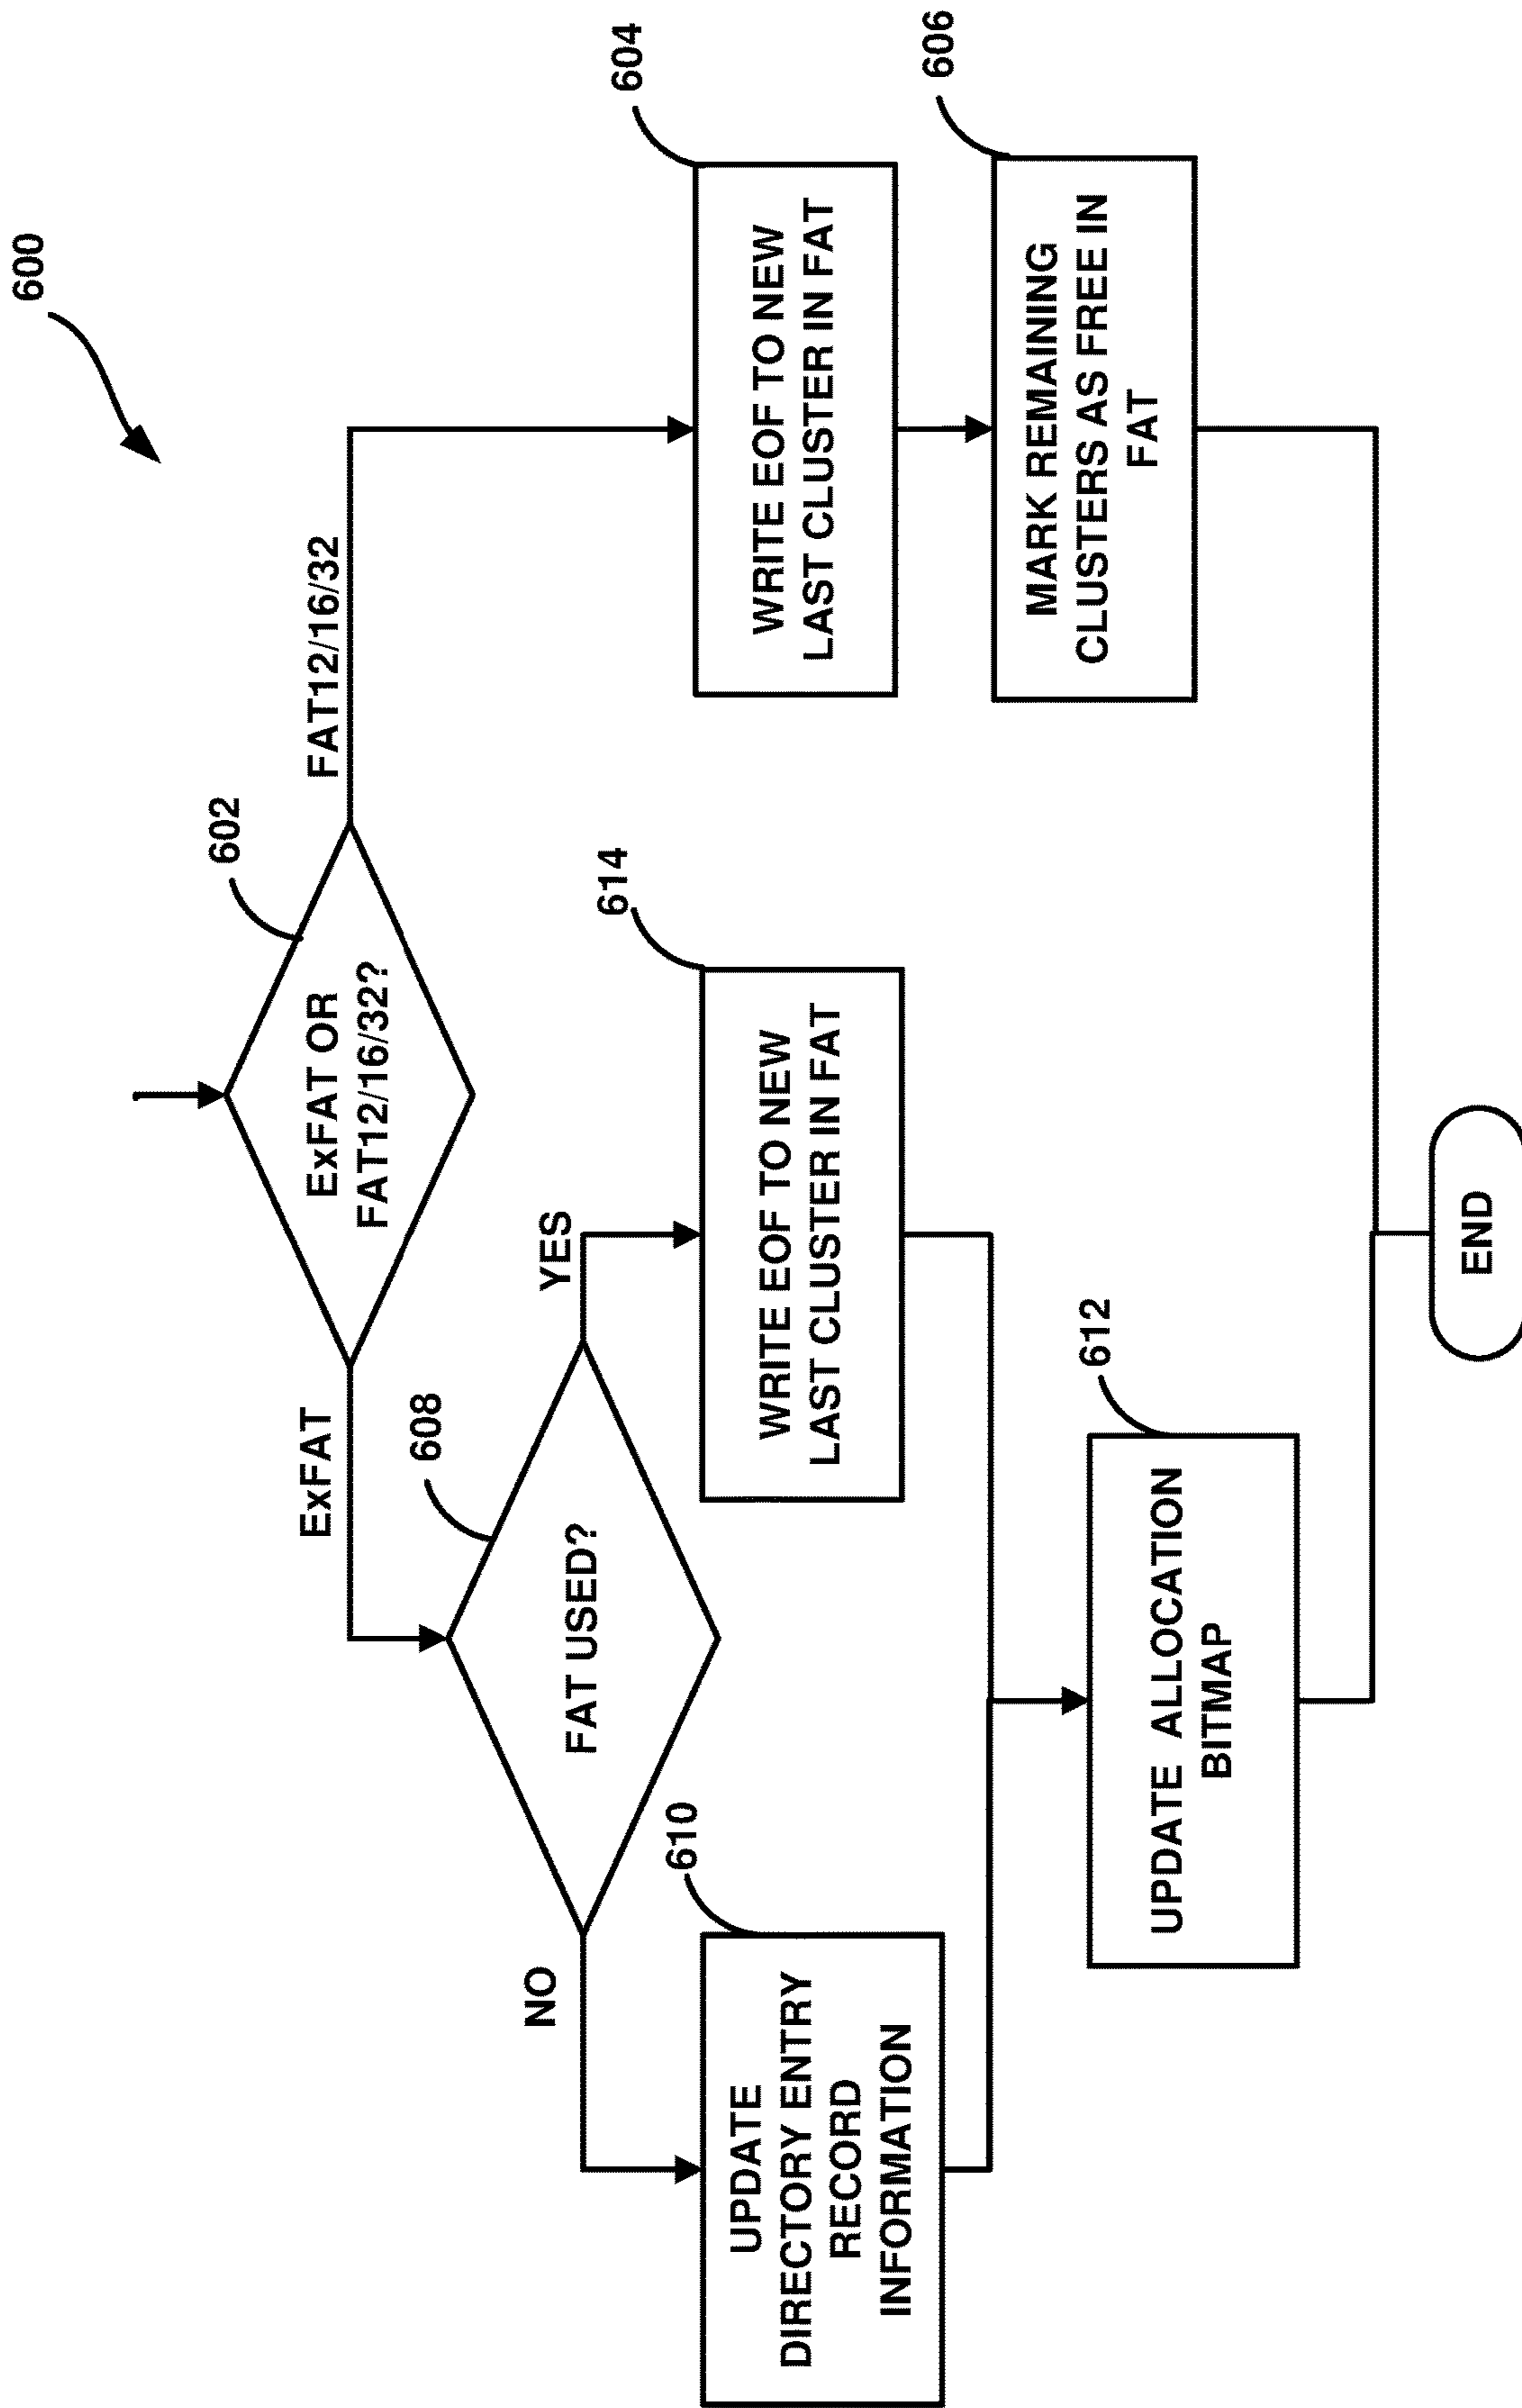 600
602
ExFAT OR
FAT12/16/32?
ExFAT
FAT12/16/32
608
FAT USED?
NO
YES
610
UPDATE
DIRECTORY ENTRY
RECORD
INFORMATION
614
WRITE EOF TO NEW
LAST CLUSTER IN FAT
604
WRITE EOF TO NEW
LAST CLUSTER IN FAT
606
MARK REMAINING
CLUSTERS AS FREE IN
FAT
612
UPDATE ALLOCATION
BITMAP
END